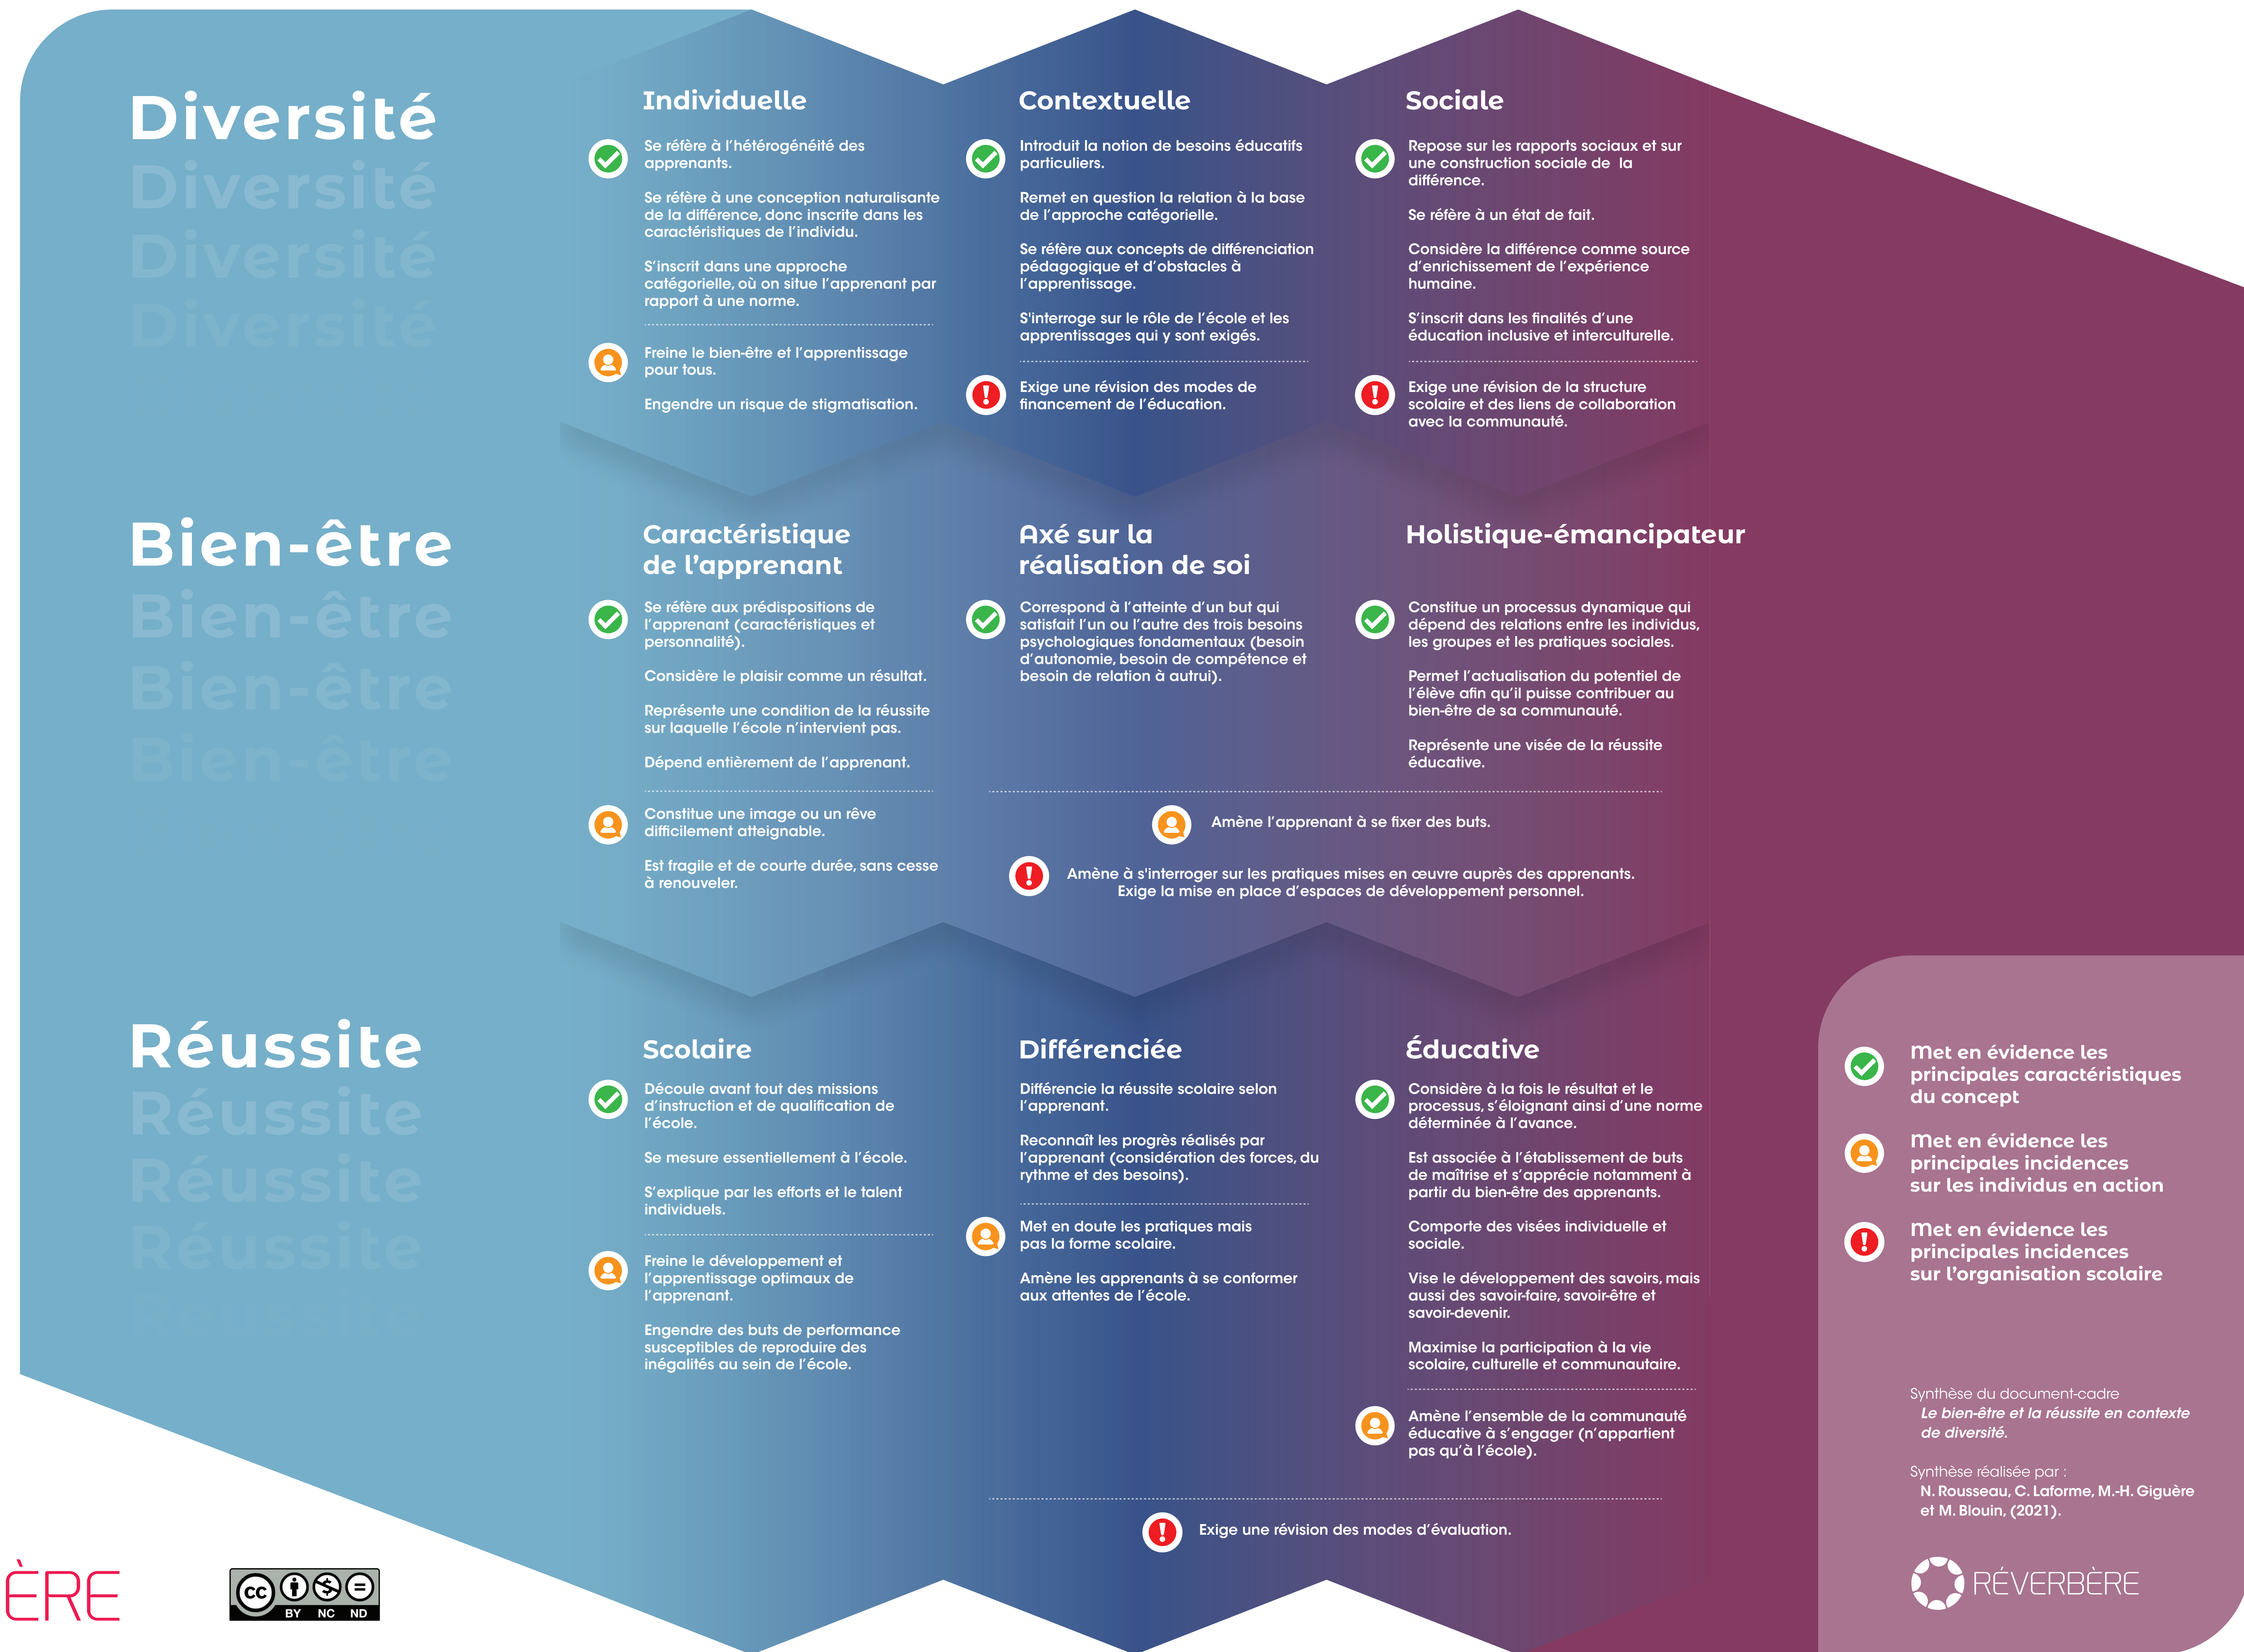 Diversité
Diversité
Diversité
Diversité
Individuelle
Se réfère à l'hétérogénéité des
apprenants.
Se réfère à une conception naturalisante
de la différence, donc inscrite dans les
caractéristiques de l'individu.
S'inscrit dans une approche
catégorielle, où on situe l'apprenant par
rapport à une norme.
Freine le bien-être et l'apprentissage
pour tous.
Engendre un risque de stigmatisation.
Contextuelle
Introduit la notion de besoins éducatifs
particuliers.
Remet en question la relation à la base
de l'approche catégorielle.
Se réfère aux concepts de différenciation
pédagogique et d'obstacles à
l'apprentissage.
S'interroge sur le rôle de l'école et les
apprentissages qui y sont exigés.
Exige une révision des modes de
financement de l'éducation.
Sociale
Repose sur les rapports sociaux et sur
une construction sociale de  la
différence.
Se réfère à un état de fait.
Considère la différence comme source
d'enrichissement de l'expérience
humaine.
S'inscrit dans les finalités d'une
éducation inclusive et interculturelle.
Exige une révision de la structure
scolaire et des liens de collaboration
avec la communauté.
Bien-être
Bien-être
Bien-être
Bien-être
Caractéristique
de l'apprenant
Se réfère aux prédispositions de
l'apprenant (caractéristiques et
personnalité).
Considère le plaisir comme un résultat.
Représente une condition de la réussite
sur laquelle l'école n'intervient pas.
Dépend entièrement de l'apprenant.
Constitue une image ou un rêve
difficilement atteignable.
Est fragile et de courte durée, sans cesse
à renouveler.
Axé sur la
réalisation de soi
Correspond à l'atteinte d'un but qui
satisfait l'un ou l'autre des trois besoins
psychologiques fondamentaux (besoin
d'autonomie, besoin de compétence et
besoin de relation à autrui).
Holistique-émancipateur
Constitue un processus dynamique qui
dépend des relations entre les individus,
les groupes et les pratiques sociales.
Permet l'actualisation du potentiel de
l'élève afin qu'il puisse contribuer au
bien-être de sa communauté.
Représente une visée de la réussite
éducative.
Amène l'apprenant à se fixer des buts.
Amène à s'interroger sur les pratiques mises en œuvre auprès des apprenants.
Exige la mise en place d'espaces de développement personnel.
Réussite
Réussite
Réussite
Réussite
Réussite
Scolaire
Découle avant tout des missions
d'instruction et de qualification de
l'école.
Se mesure essentiellement à l'école.
S'explique par les efforts et le talent
individuels.
Freine le développement et
l'apprentissage optimaux de
l'apprenant.
Engendre des buts de performance
susceptibles de reproduire des
inégalités au sein de l'école.
Différenciée
Différencie la réussite scolaire selon
l'apprenant.
Reconnaît les progrès réalisés par
l'apprenant (considération des forces, du
rythme et des besoins).
Met en doute les pratiques mais
pas la forme scolaire.
Amène les apprenants à se conformer
aux attentes de l'école.
Éducative
Considère à la fois le résultat et le
processus, s'éloignant ainsi d'une norme
déterminée à l'avance.
Est associée à l'établissement de buts
de maîtrise et s'apprécie notamment à
partir du bien-être des apprenants.
Comporte des visées individuelle et
sociale.
Vise le développement des savoirs, mais
aussi des savoir-faire, savoir-être et
savoir-devenir.
Maximise la participation à la vie
scolaire, culturelle et communautaire.
Amène l'ensemble de la communauté
éducative à s'engager (n'appartient
pas qu'à l'école).
Exige une révision des modes d'évaluation.
Met en évidence les
principales caractéristiques
du concept
Met en évidence les
principales incidences
sur les individus en action
Met en évidence les
principales incidences
sur l'organisation scolaire
Synthèse du document-cadre
Le bien-être et la réussite en contexte
de diversité.
Synthèse réalisée par :
N. Rousseau, C. Laforme, M.-H. Giguère
et M. Blouin, (2021).
RÉVERBÈRE
ÈRE
cc
BY NC ND